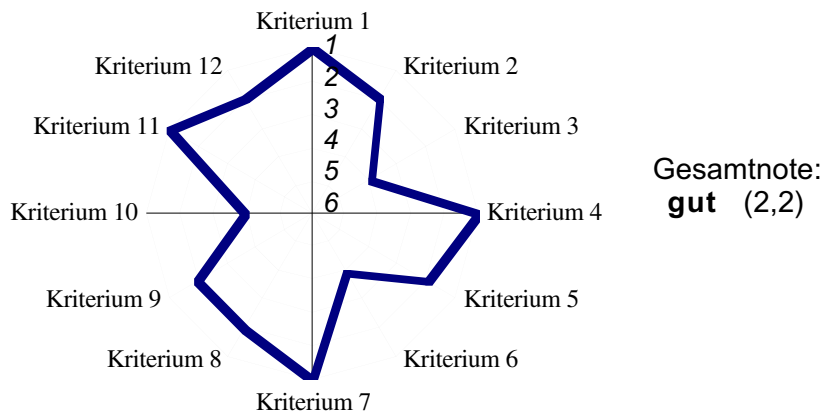 Kriterium 1
Kriterium 2
Kriterium 3
Kriterium 4
Kriterium 5
Kriterium 6
Kriterium 7
Kriterium 8
Kriterium 9
Kriterium 10
Kriterium 11
Kriterium 12
1
2
3
4
5
6
Gesamtnote:
gut (2,2)